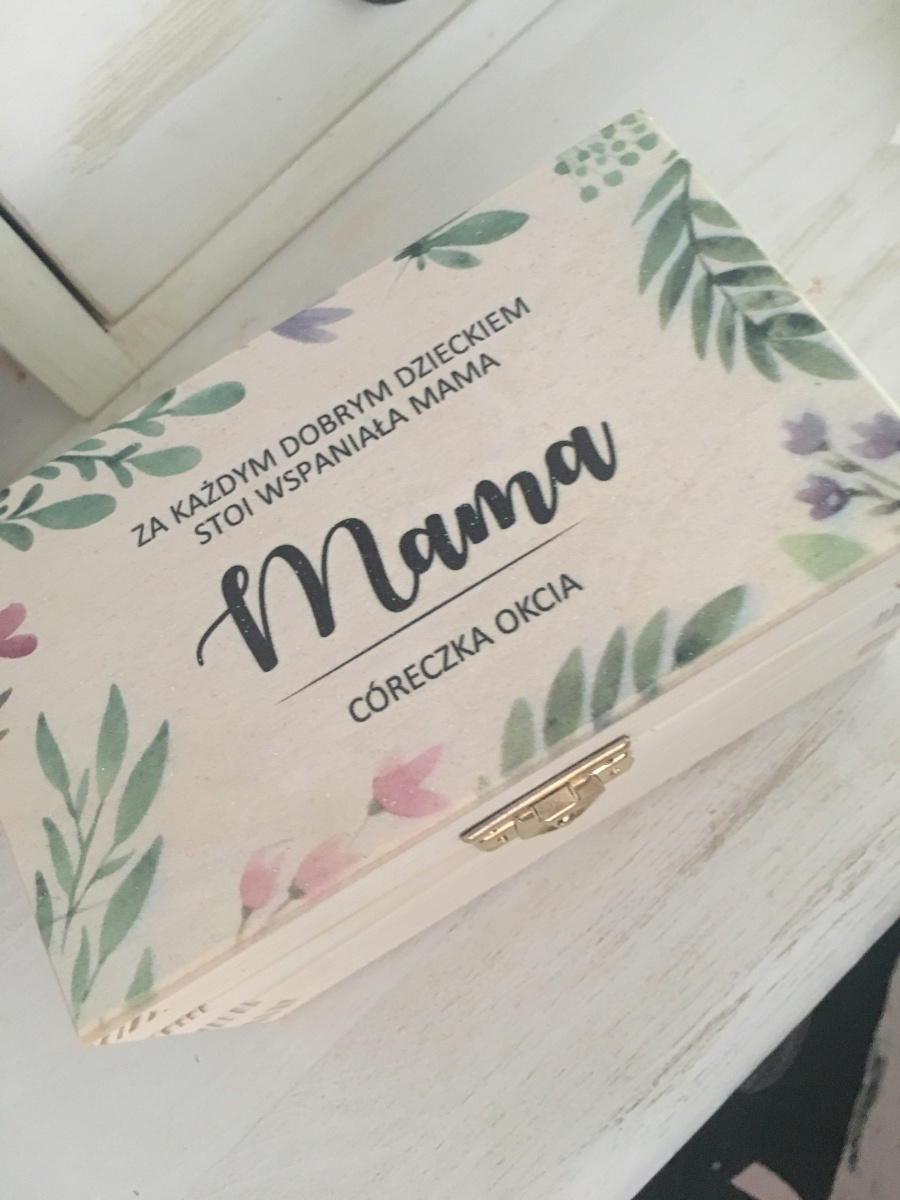 ZA KAŻDYM DOBRYM DZIECKIEM
STOI WSPANIAŁA MAMA
Mama
CÓRECZKA OKCIA